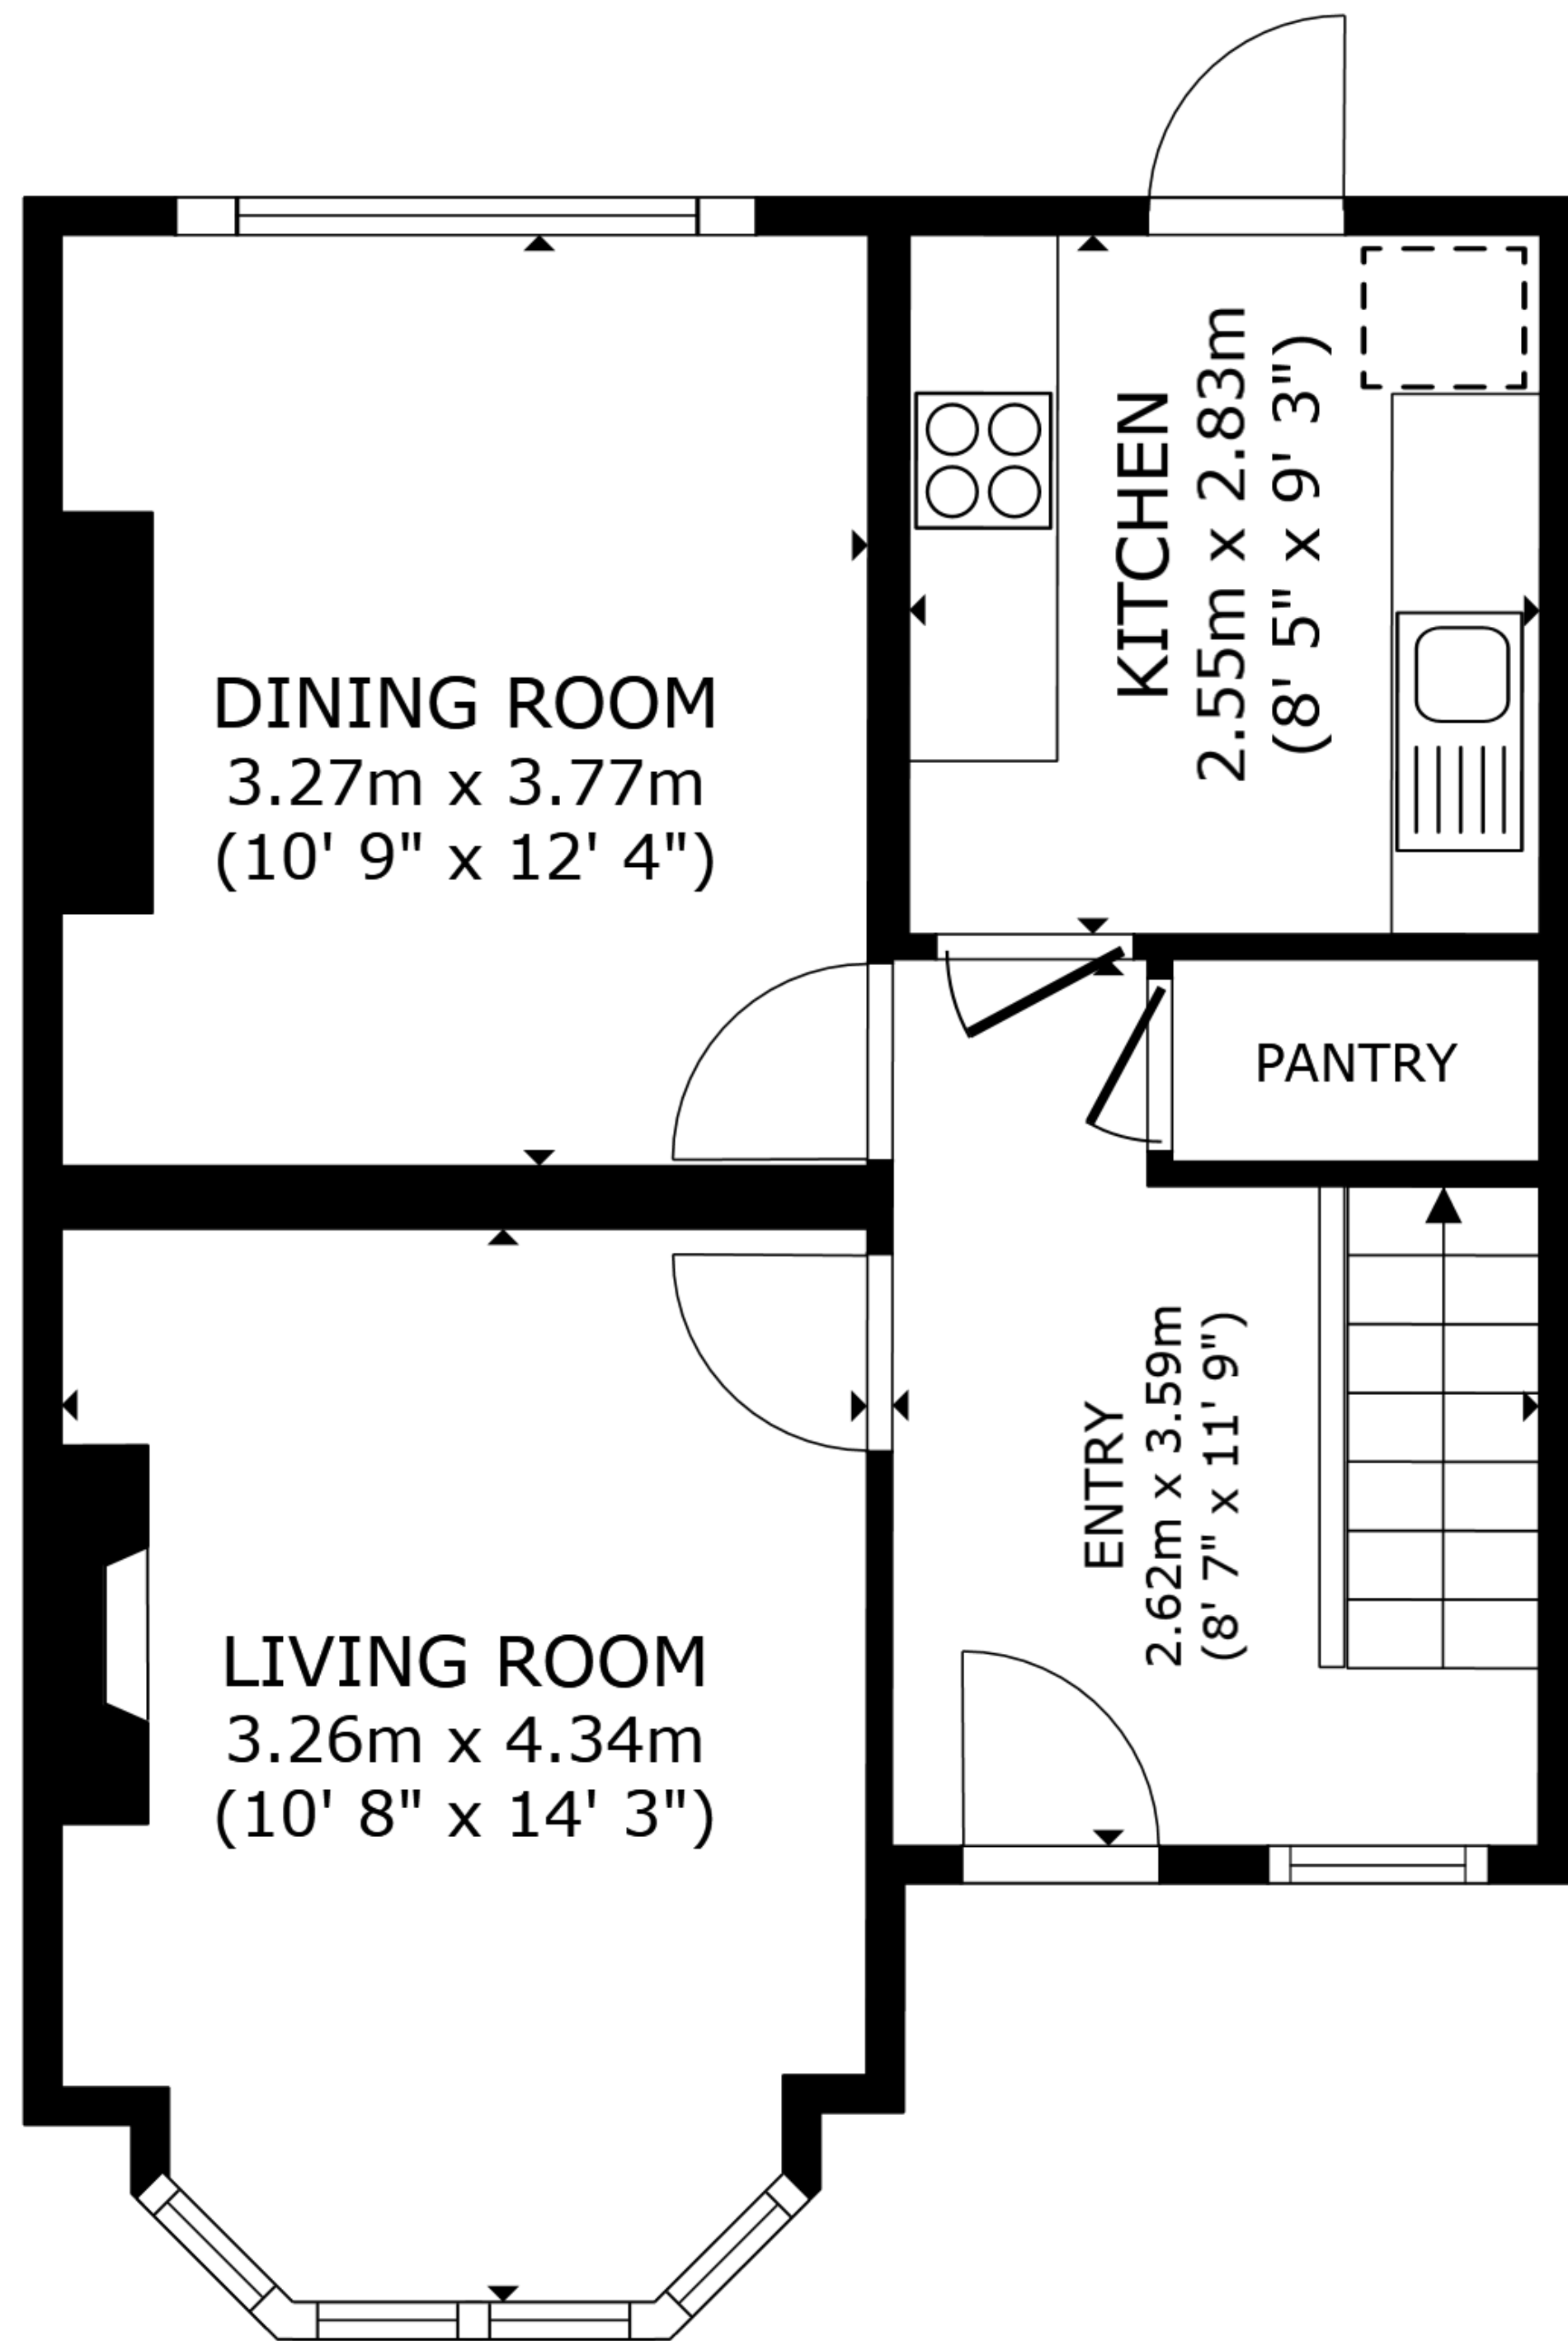 DINING ROOM
3.27m x 3.77m
(10' 9" x 12' 4")
KITCHEN
2.55m x 2.83m
(8' 5" x 9' 3")
PANTRY
ENTRY
2.62m x 3.59m
(8' 7" x 11' 9")
LIVING ROOM
3.26m x 4.34m
(10' 8" x 14' 3")